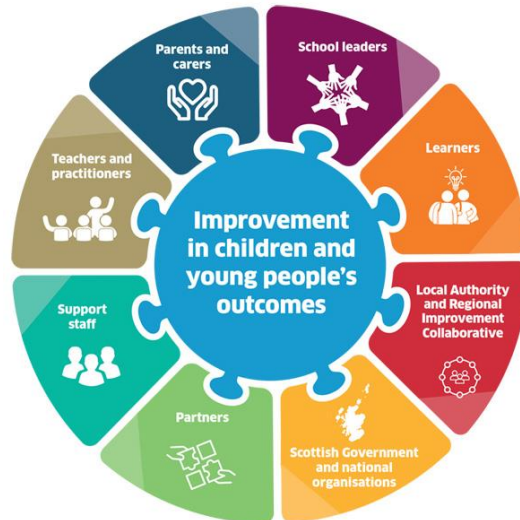 Parents and
carers
School leaders
Learners
Local Authority
and Regional
Improvement
Collaborative
Scottish Government
and national
organisations
Partners
Support
staff
Teachers and
practitioners
Improvement
in children and
young people's
outcomes